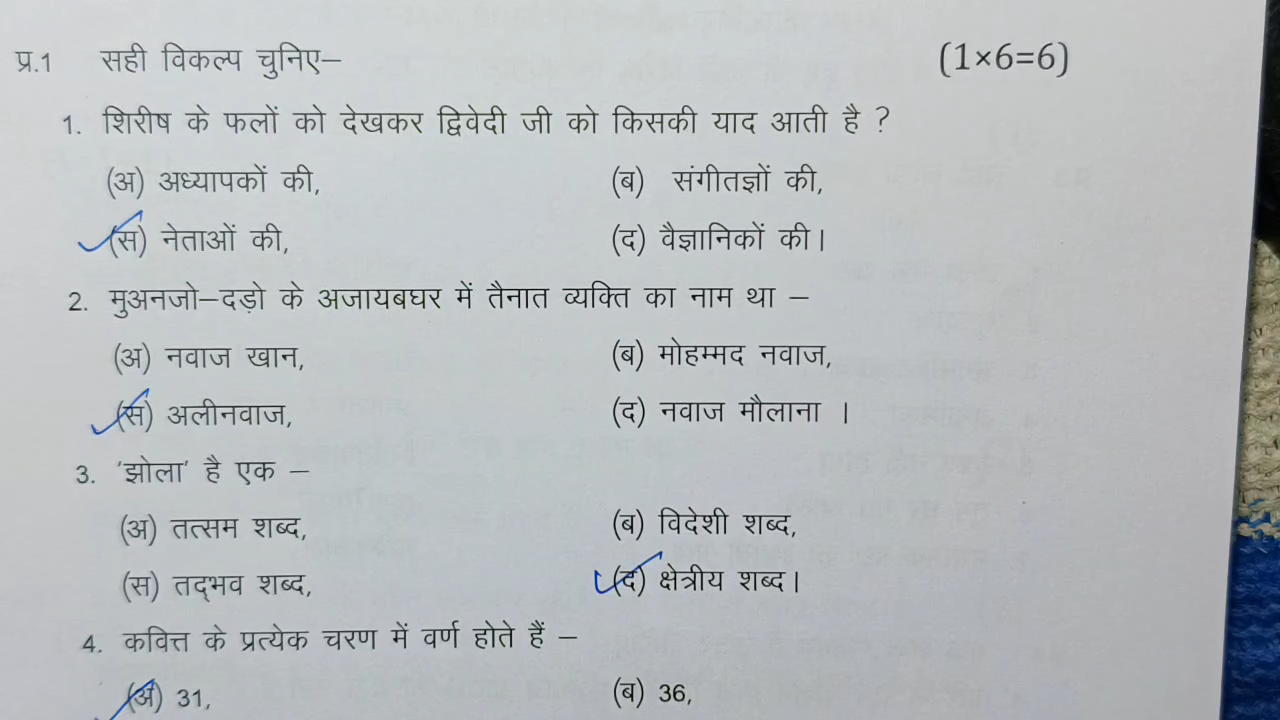 प्र.1 सही विकल्प चुनिए– (1×6=6)
1. शिरीष के फलों को देखकर द्विवेदी जी को किसकी याद आती है ?
(अ) अध्यापकों की, (ब) संगीतज्ञों की,
(स) नेताओं की, (द) वैज्ञानिकों की।
2. मुअनजो–दड़ो के अजायबघर में तैनात व्यक्ति का नाम था –
(अ) नवाज खान, (ब) मोहम्मद नवाज,
(स) अलीनवाज, (द) नवाज मौलाना ।
3. 'झोला' है एक –
(अ) तत्सम शब्द, (ब) विदेशी शब्द,
(स) तद्भव शब्द, (द) क्षेत्रीय शब्द।
4. कवित्त के प्रत्येक चरण में वर्ण होते हैं –
(अ) 31, (ब) 36,